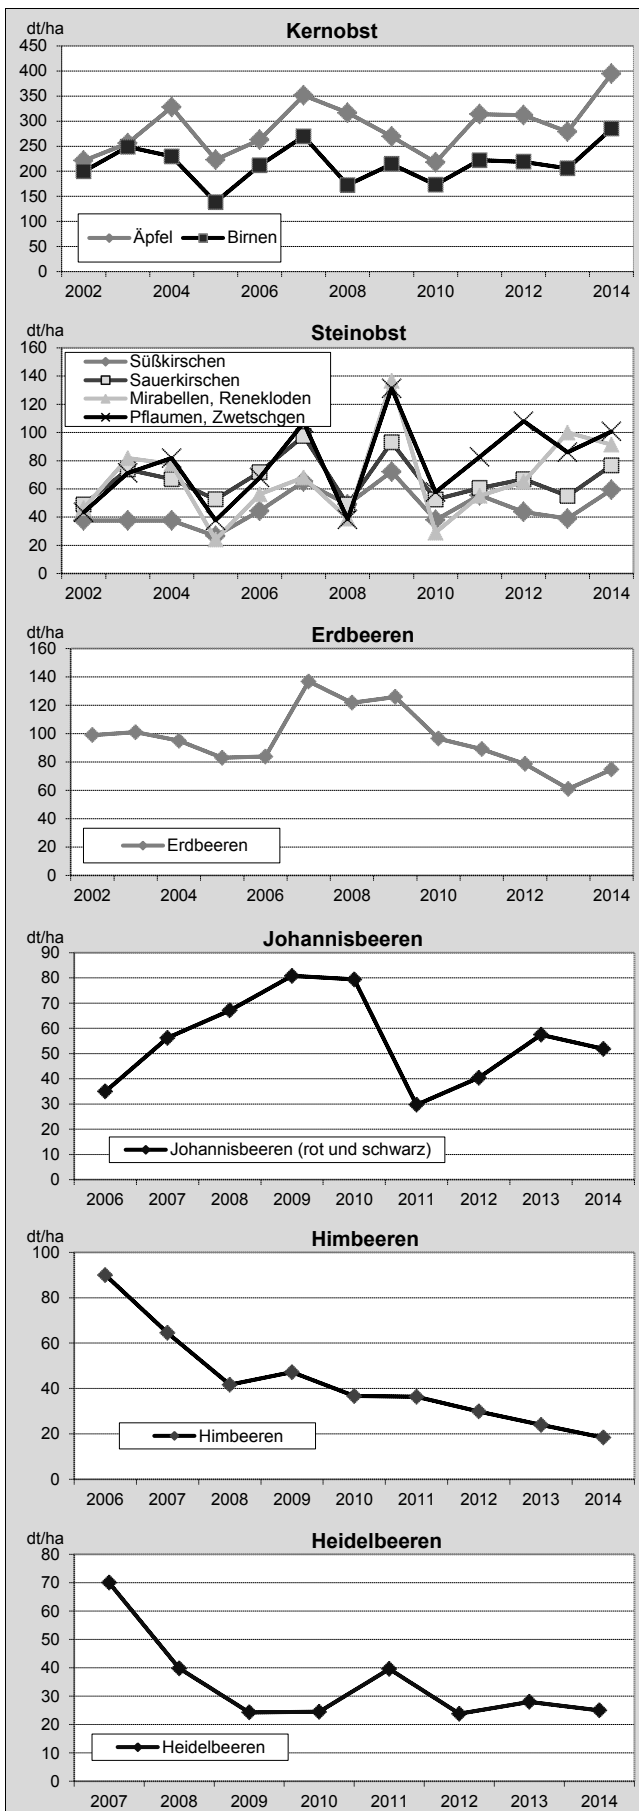 Kernobst
dt/ha
450
400
350
300
250
200
150
100
50
0
Äpfel Birnen
2002 2004 2006 2008 2010 2012 2014
Steinobst
dt/ha
160
140
120
100
80
60
40
20
0
Süßkirschen
Sauerkirschen
Mirabellen, Renekloden
Pflaumen, Zwetschgen
2002 2004 2006 2008 2010 2012 2014
Erdbeeren
dt/ha
160
140
120
100
80
60
40
20
0
Erdbeeren
2002 2004 2006 2008 2010 2012 2014
Johannisbeeren
dt/ha
90
80
70
60
50
40
30
20
10
0
Johannisbeeren (rot und schwarz)
2006 2007 2008 2009 2010 2011 2012 2013 2014
Himbeeren
dt/ha
100
80
60
40
20
0
Himbeeren
2006 2007 2008 2009 2010 2011 2012 2013 2014
Heidelbeeren
dt/ha
80
70
60
50
40
30
20
10
0
Heidelbeeren
2007 2008 2009 2010 2011 2012 2013 2014